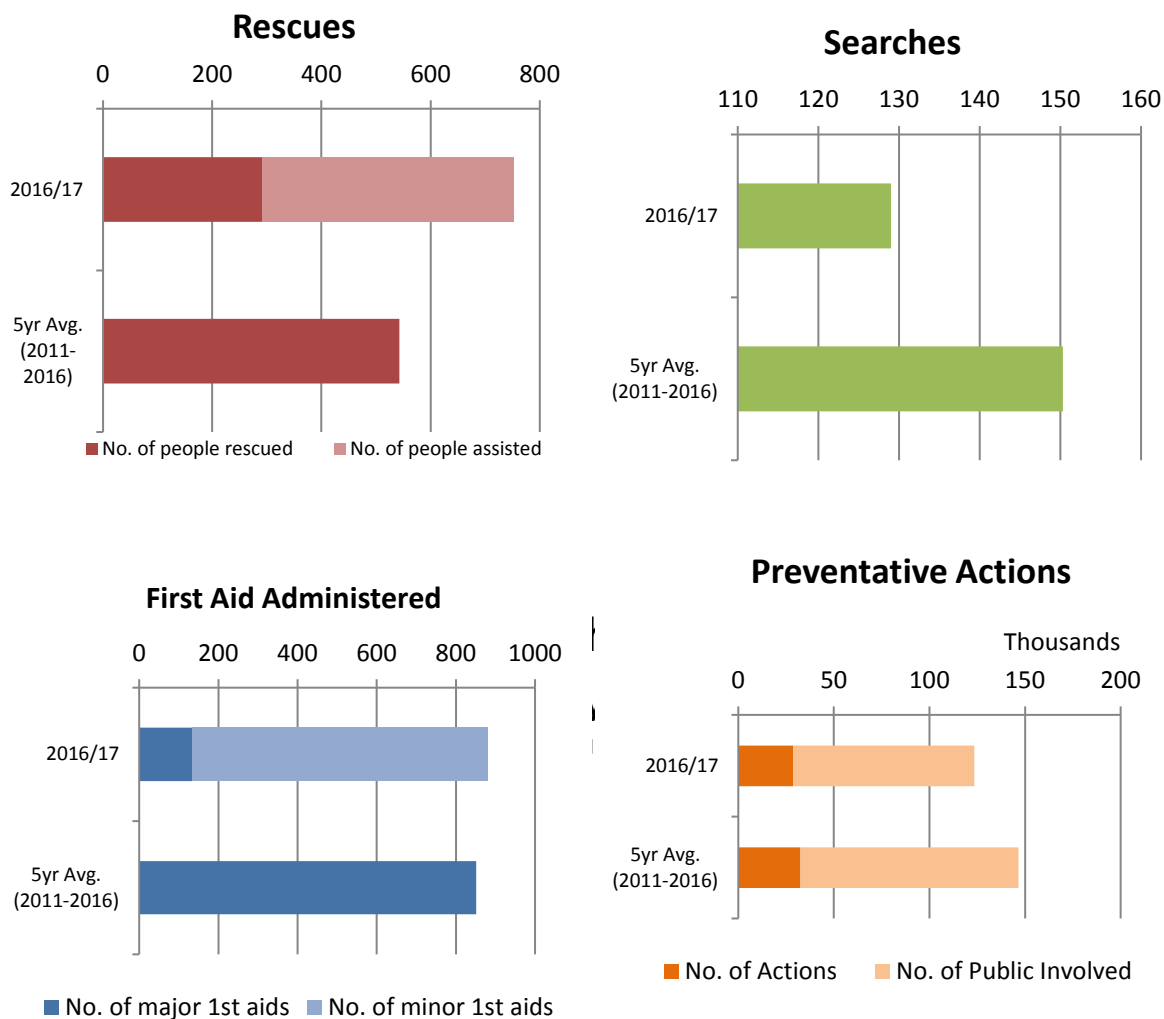 Rescues
0 200 400 600 800
2016/17
5yr Avg.
(2011-
2016)
No. of people rescued No. of people assisted
Searches
110 120 130 140 150 160
2016/17
5yr Avg.
(2011-2016)
First Aid Administered
0 200 400 600 800 1000
2016/17
5yr Avg.
(2011-2016)
No. of major 1st aids No. of minor 1st aids
Preventative Actions
Thousands
0 50 100 150 200
2016/17
5yr Avg.
(2011-2016)
No. of Actions No. of Public Involved